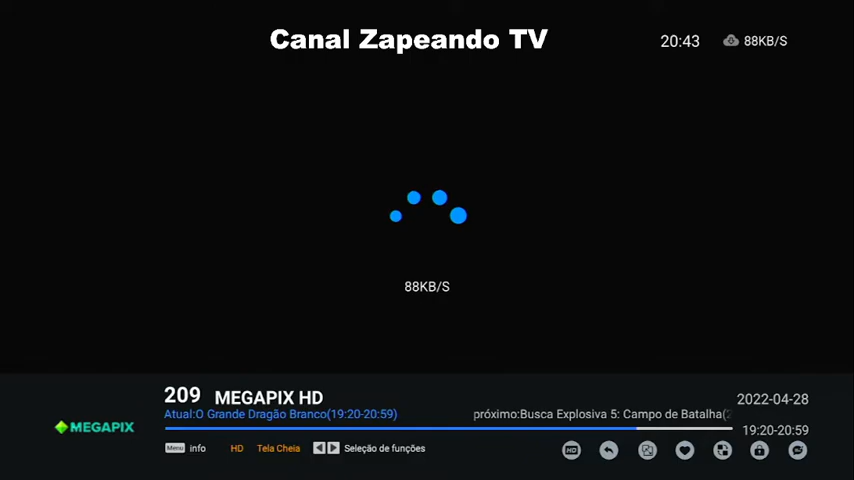 Canal Zapeando TV
20:43
88KB/S
88KB/S
209 MEGAPIX HD
2022-04-28
Atual:O Grande Dragão Branco(19:20-20:59)
próximo:Busca Explosiva 5: Campo de Batalha(2
MEGAPIX
19:20-20:59
Menu info HD Tela Cheia Seleção de funções
HD